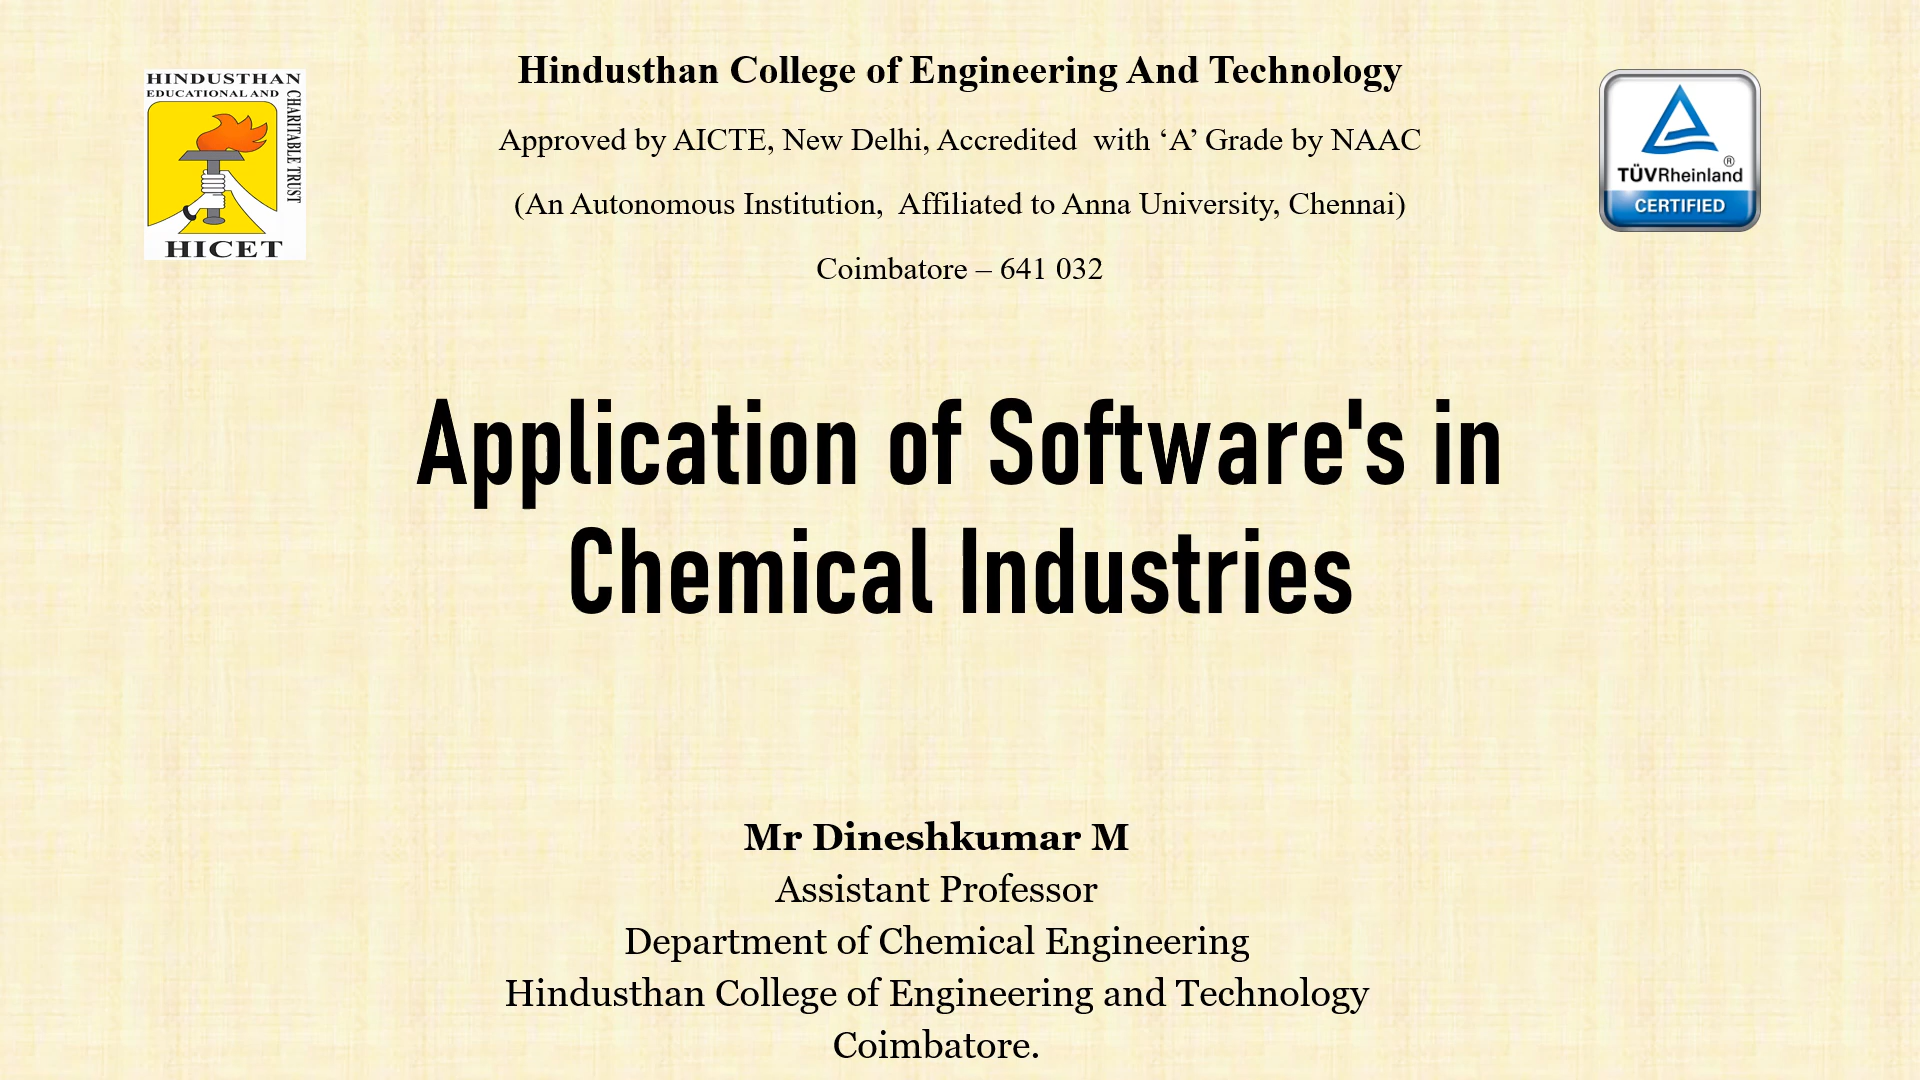 HINDUSTHAN
EDUCATIONAL AND
CHARITABLE TRUST
HICET
Hindusthan College of Engineering And Technology
Approved by AICTE, New Delhi, Accredited  with ‘A’ Grade by NAAC
(An Autonomous Institution,  Affiliated to Anna University, Chennai)
Coimbatore – 641 032
®
TÜVRheinland
CERTIFIED
Application of Software's in
Chemical Industries
Mr Dineshkumar M
Assistant Professor
Department of Chemical Engineering
Hindusthan College of Engineering and Technology
Coimbatore.